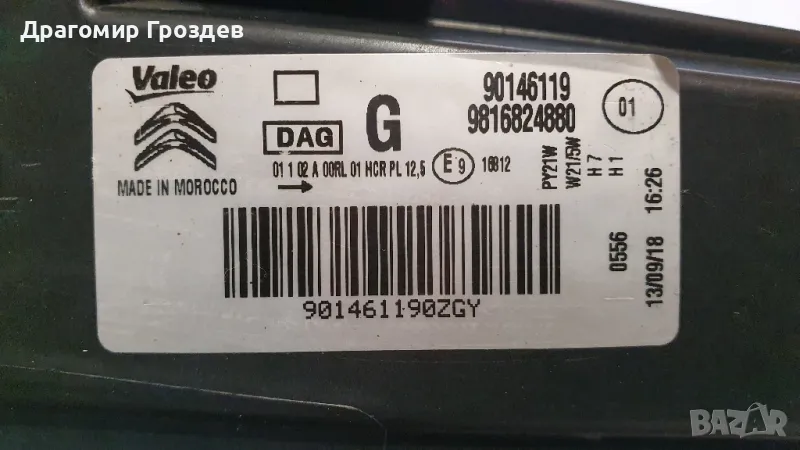 Драгомир Гроздев
Valeo
90146119
9816824880
01
DAG
G
01 1 02 A 00RL 01 HCR PL 12,5
E 9
16812
MADE IN MOROCCO
PY21W
W21/5W
H7
H1
0556
13/09/18 16:26
901461190ZGY
BAZAR